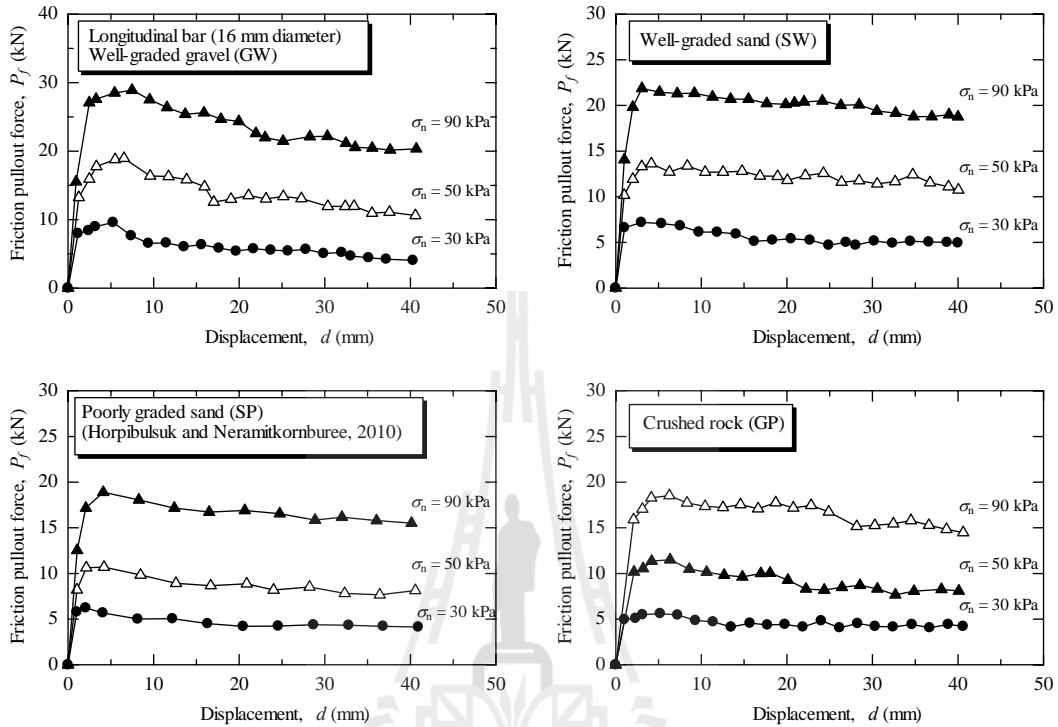 Longitudinal bar (16 mm diameter)
Well-graded gravel (GW)
Friction pullout force, P_f (kN)
40
30
20
10
0
σn = 90 kPa
σn = 50 kPa
σn = 30 kPa
0 10 20 30 40 50
Displacement, d (mm)
Well-graded sand (SW)
Friction pullout force, P_f (kN)
30
25
20
15
10
5
0
σn = 90 kPa
σn = 50 kPa
σn = 30 kPa
0 10 20 30 40 50
Displacement, d (mm)
Poorly graded sand (SP)
(Horpibulsuk and Neramitkornburee, 2010)
Friction pullout force, P_f (kN)
30
25
20
15
10
5
0
σn = 90 kPa
σn = 50 kPa
σn = 30 kPa
0 10 20 30 40 50
Displacement, d (mm)
Crushed rock (GP)
Friction pullout force, P_f (kN)
30
25
20
15
10
5
0
σn = 90 kPa
σn = 50 kPa
σn = 30 kPa
0 10 20 30 40 50
Displacement, d (mm)